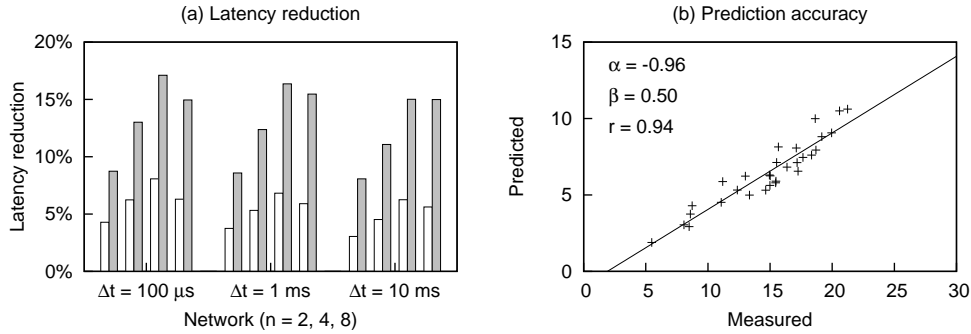 (a) Latency reduction
20%
15%
10%
5%
0%
Latency reduction
Δt = 100 μs
Δt = 1 ms
Δt = 10 ms
Network (n = 2, 4, 8)
(b) Prediction accuracy
15
10
5
0
Predicted
α = -0.96
β = 0.50
r = 0.94
0 5 10 15 20 25 30
Measured